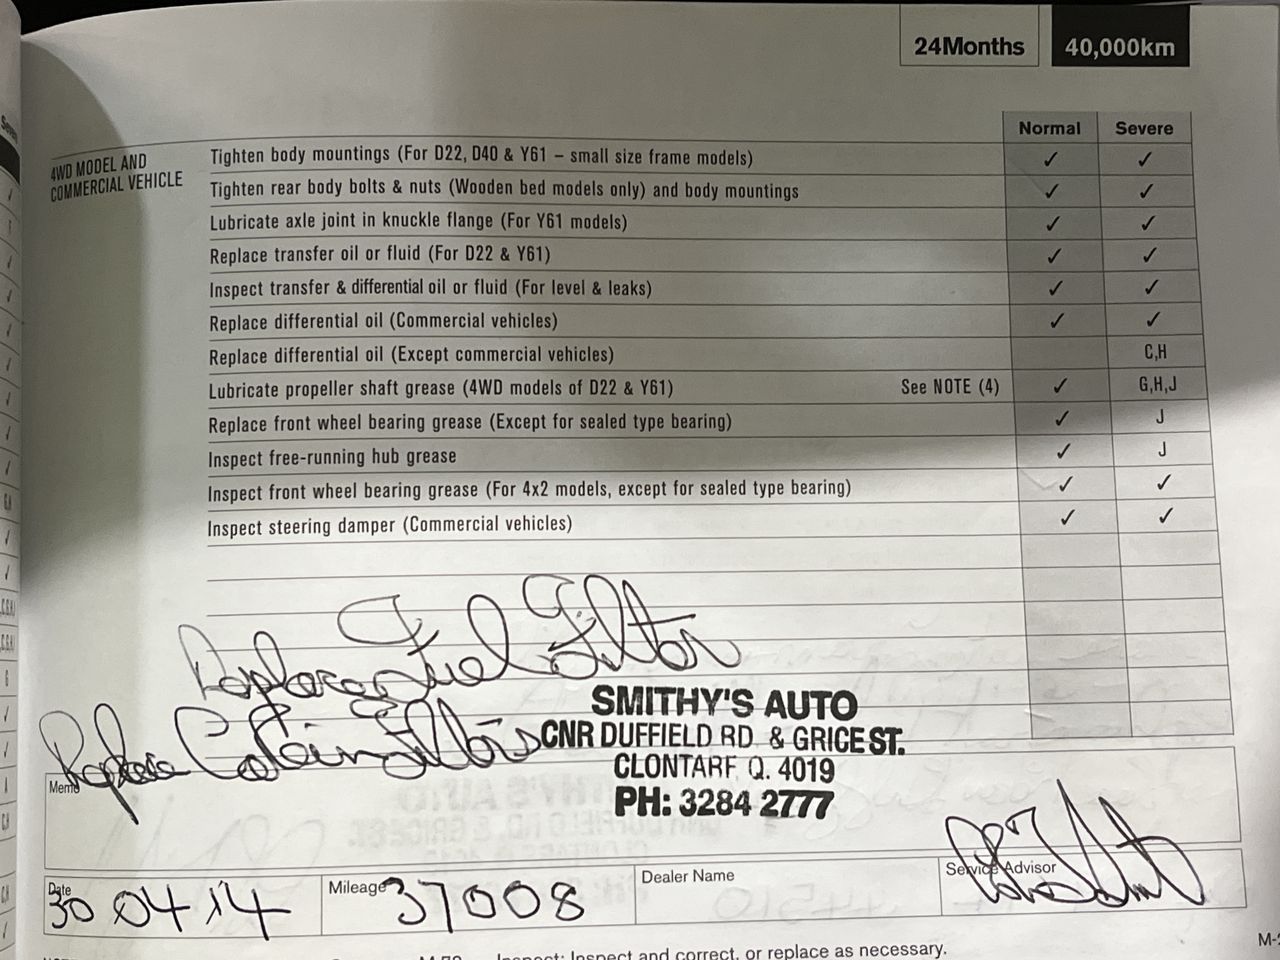 24Months 40,000km
Normal Severe
4WD MODEL AND
COMMERCIAL VEHICLE
Tighten body mountings (For D22, D40 & Y61 – small size frame models) ✓ ✓
Tighten rear body bolts & nuts (Wooden bed models only) and body mountings ✓ ✓
Lubricate axle joint in knuckle flange (For Y61 models) ✓ ✓
Replace transfer oil or fluid (For D22 & Y61) ✓ ✓
Inspect transfer & differential oil or fluid (For level & leaks) ✓ ✓
Replace differential oil (Commercial vehicles) ✓ ✓
Replace differential oil (Except commercial vehicles) C,H
Lubricate propeller shaft grease (4WD models of D22 & Y61) See NOTE (4) ✓ G,H,J
Replace front wheel bearing grease (Except for sealed type bearing) ✓ J
Inspect free-running hub grease ✓ J
Inspect front wheel bearing grease (For 4x2 models, except for sealed type bearing) ✓ ✓
Inspect steering damper (Commercial vehicles) ✓ ✓
Replace Fuel Filter
Replace Cabin Filters
SMITHY'S AUTO
CNR DUFFIELD RD. & GRICE ST.
CLONTARF Q. 4019
PH: 3284 2777
Memo
Date 30 04 14
Mileage 37008
Dealer Name
Service Advisor
Inspect: Inspect and correct, or replace as necessary.